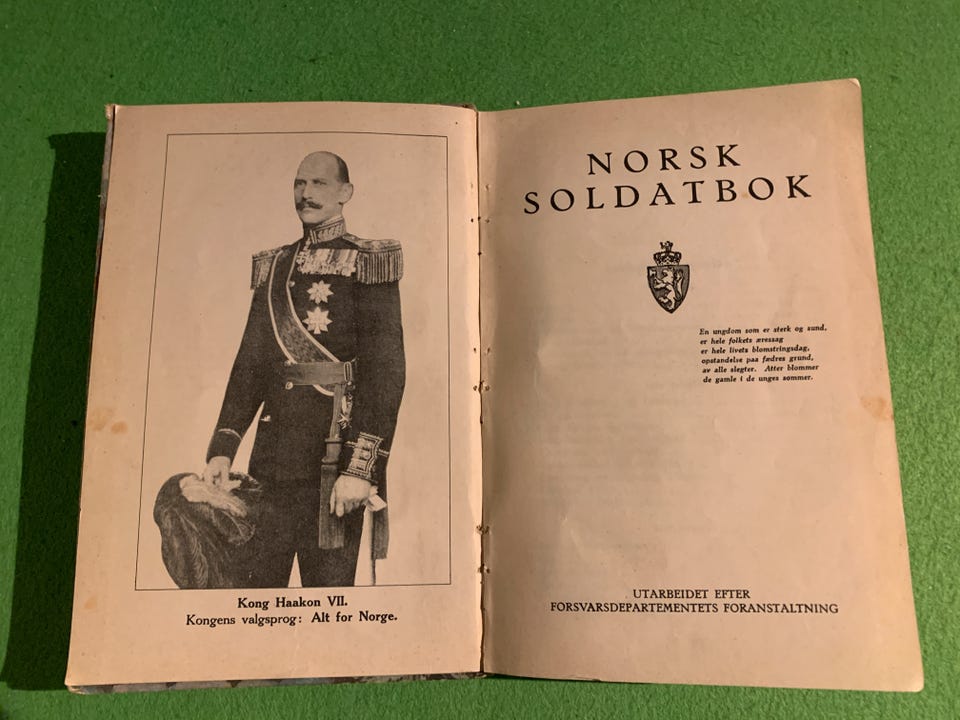 Kong Haakon VII.
Kongens valgsprog: Alt for Norge.
NORSK
SOLDATBOK
En ungdom som er sterk og sund,
er hele folkets æressag
er hele livets blomstringsdag,
opstandelse paa fædres grund,
av alle slegter. Atter blommer
de gamle i de unges sommer.
UTARBEIDET EFTER
FORSVARSDEPARTEMENTETS FORANSTALTNING